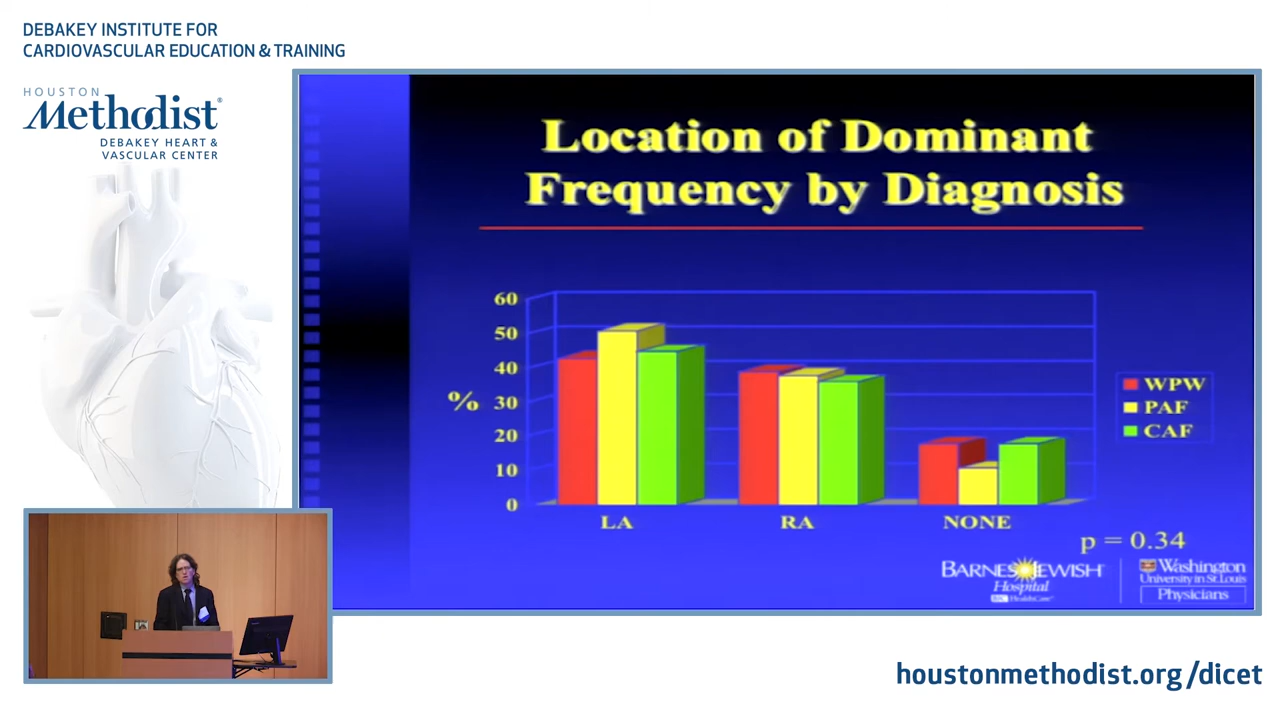 DEBAKEY INSTITUTE FOR
CARDIOVASCULAR EDUCATION & TRAINING
HOUSTON
Methodist®
DEBAKEY HEART &
VASCULAR CENTER
Location of Dominant
Frequency by Diagnosis
60
50
40
%
30
20
10
0
LA
RA
NONE
WPW
PAF
CAF
p = 0.34
BARNES JEWISH
Hospital
BJC HealthCare
Washington
University in St. Louis
Physicians
houstonmethodist.org/dicet